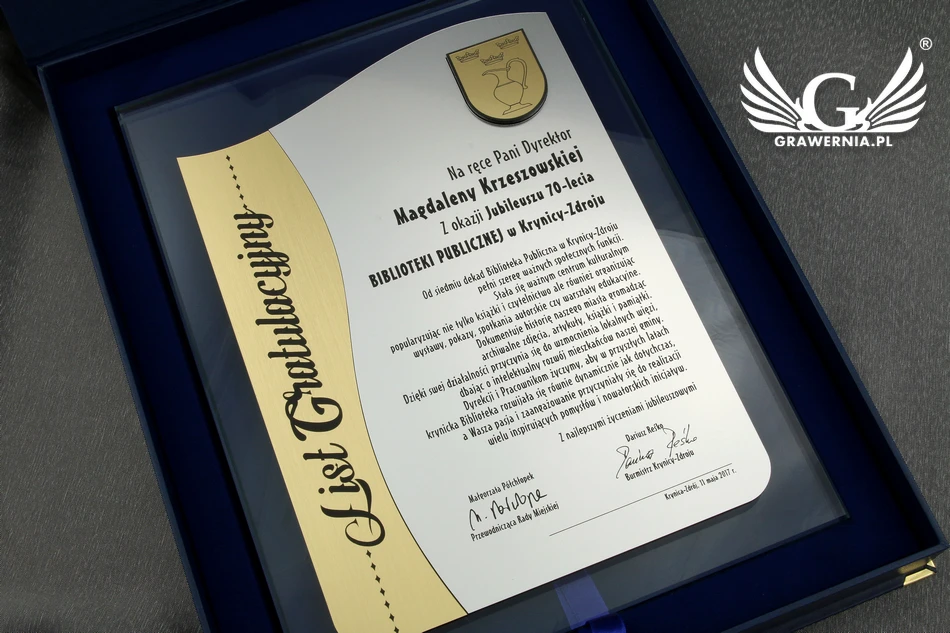 G
®
GRAWERNIA.PL
List Gratulacyjny
Na ręce Pani Dyrektor
Magdaleny Krzeszowskiej
Z okazji Jubileuszu 70-lecia
BIBLIOTEKI PUBLICZNEJ w Krynicy-Zdroju
Od siedmiu dekad Biblioteka Publiczna w Krynicy-Zdroju
pełni szereg ważnych społecznych funkcji.
Stała się ważnym centrum kulturalnym
popularyzując nie tylko książki i czytelnictwo ale również organizując
wystawy, pokazy, spotkania autorskie czy warsztaty edukacyjne.
Dokumentuje historię naszego miasta gromadząc
archiwalne zdjęcia, artykuły, książki i pamiątki.
Dzięki swej działalności przyczynia się do wzmocnienia lokalnych więzi,
dbając o intelektualny rozwój mieszkańców naszej gminy.
Dyrekcji i Pracownikom życzymy, aby w przyszłych latach
krynicka Biblioteka rozwijała się równie dynamicznie jak dotychczas,
a Wasza pasja i zaangażowanie przyczyniały się do realizacji
wielu inspirujących pomysłów i nowatorskich inicjatyw.
Z najlepszymi życzeniami jubileuszowymi
Małgorzata Półchłopek
Przewodnicząca Rady Miejskiej
Dariusz Reśko
Dariusz Reśko
Burmistrz Krynicy-Zdroju
Krynica-Zdrój, 11 maja 2017 r.